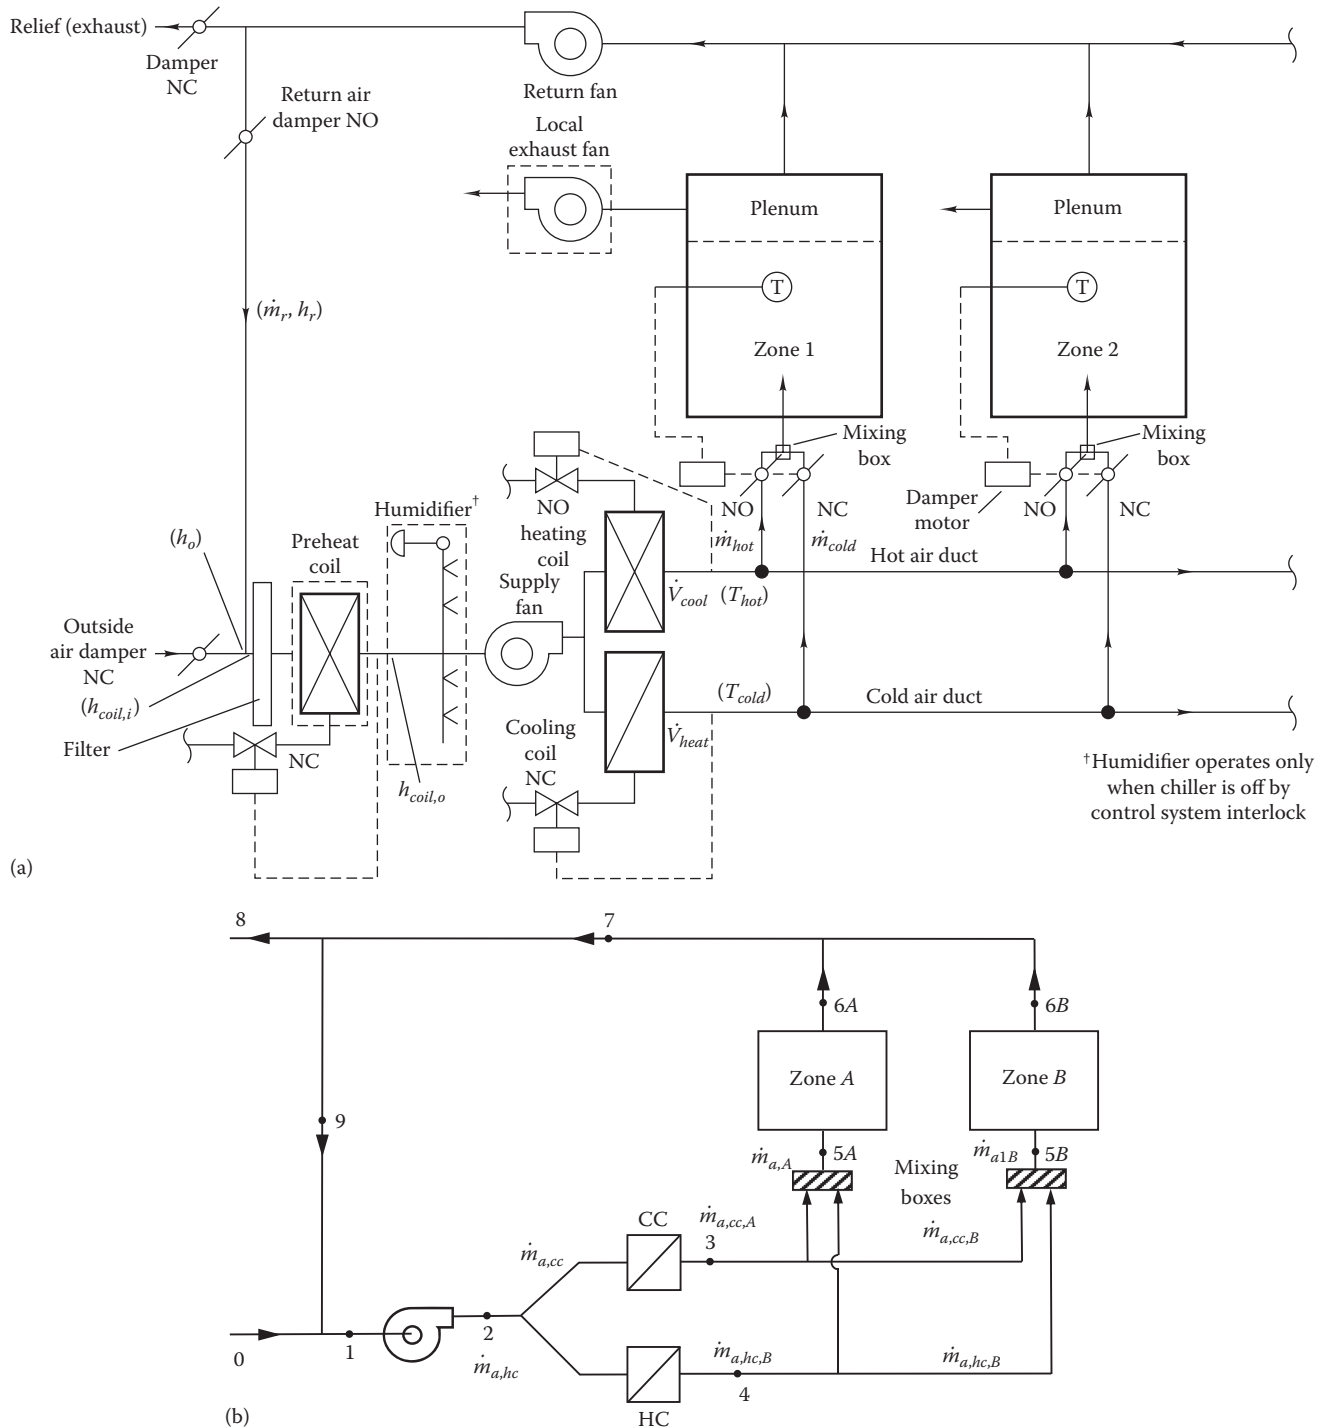 Relief (exhaust)
Damper
NC
Return air
damper NO
Return fan
Local
exhaust fan
Plenum
Plenum
T
T
(ṁr, hr)
Zone 1
Zone 2
Mixing
box
Mixing
box
NO
NC
Damper
motor
NO
NC
ṁhot
ṁcold
Hot air duct
Humidifier†
NO
heating
coil
Supply
fan
(ho)
Preheat
coil
V̇cool
(Thot)
Outside
air damper
NC
(hcoil,i)
Filter
NC
hcoil,o
(Tcold)
Cold air duct
V̇heat
Cooling
coil
NC
†Humidifier operates only
when chiller is off by
control system interlock
(a)
8
7
6A
6B
Zone A
Zone B
9
ṁa,A
5A
Mixing
boxes
ṁa1B
5B
CC
ṁa,cc,A
3
ṁa,cc,B
ṁa,cc
0
1
2
ṁa,hc
ṁa,hc,B
4
ṁa,hc,B
HC
(b)